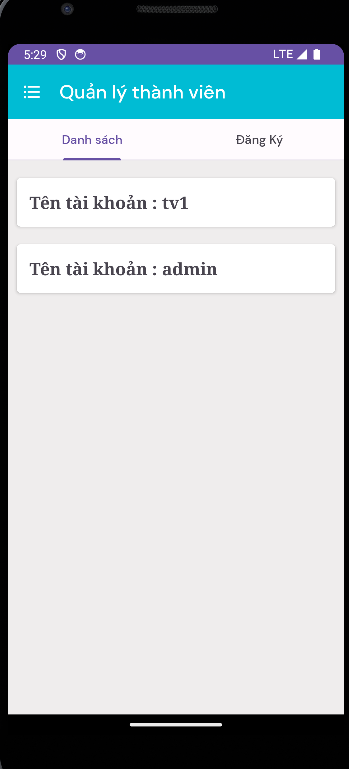 5:29
LTE
Quản lý thành viên
Danh sách
Đăng Ký
Tên tài khoản : tv1
Tên tài khoản : admin